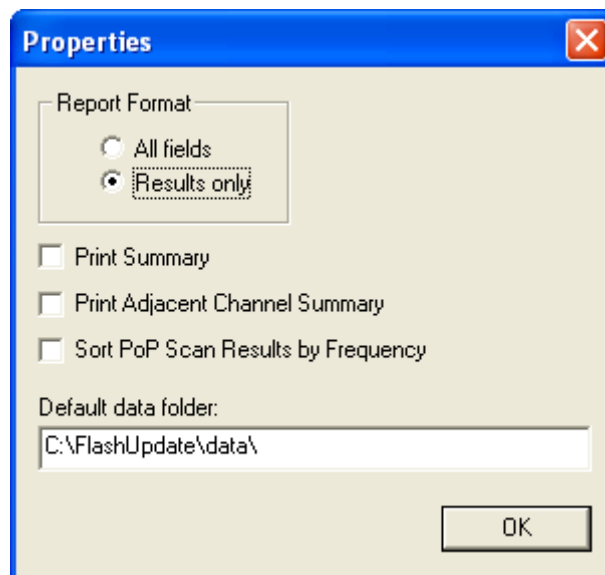 Properties
Report Format
All fields
Results only
Print Summary
Print Adjacent Channel Summary
Sort PoP Scan Results by Frequency
Default data folder:
C:\FlashUpdate\data\
OK